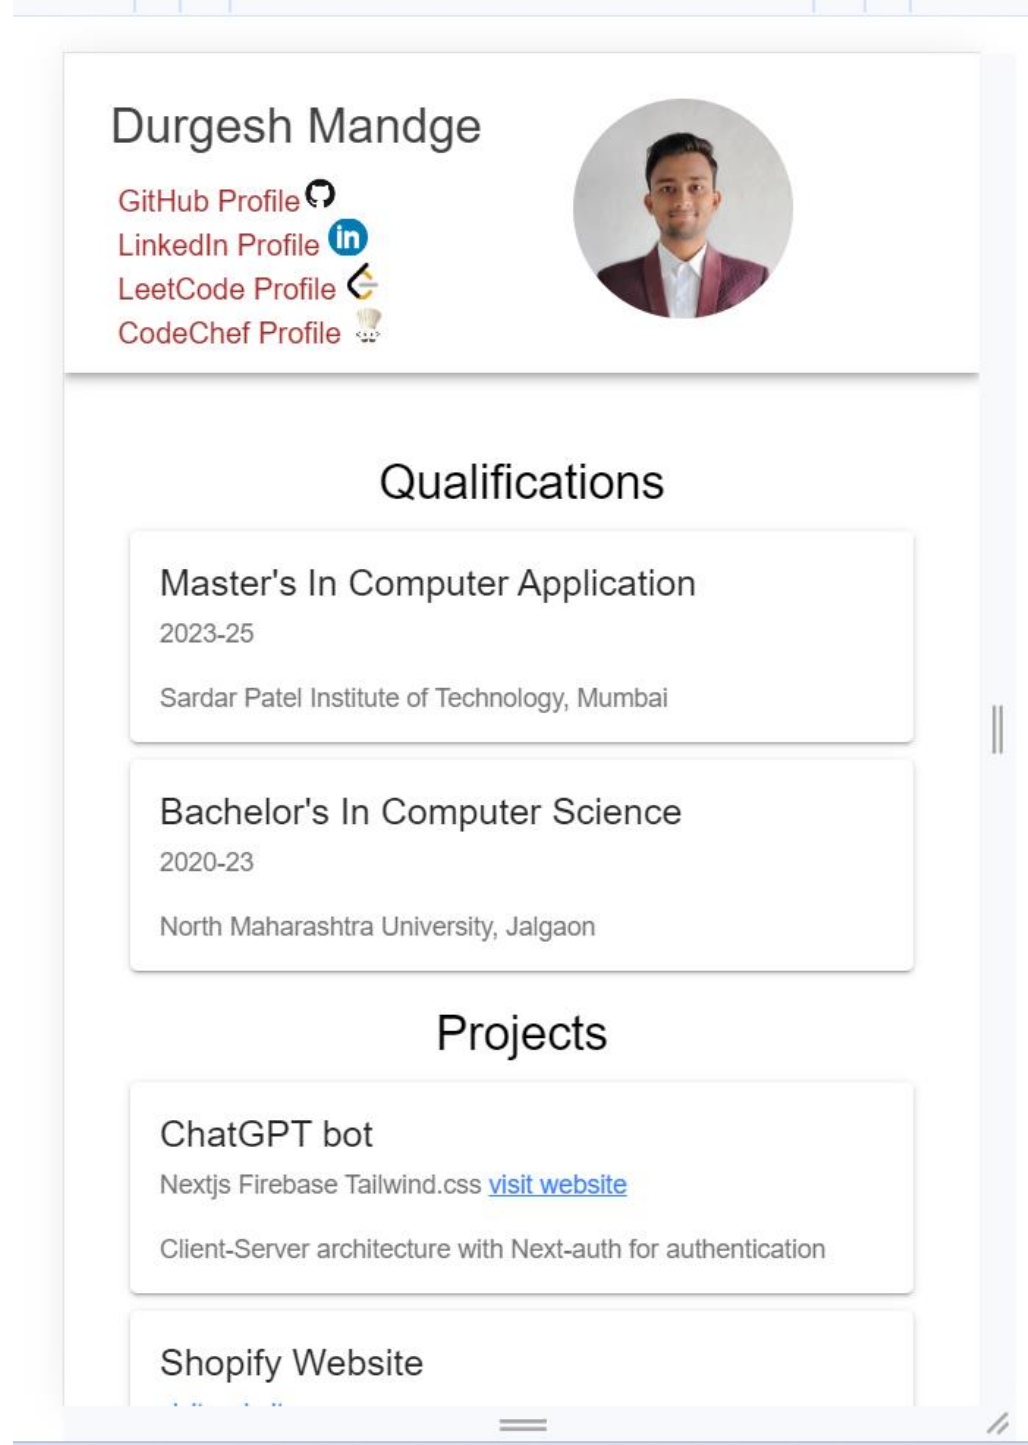 Durgesh Mandge
GitHub Profile
LinkedIn Profile in
LeetCode Profile
CodeChef Profile
Qualifications
Master's In Computer Application
2023-25
Sardar Patel Institute of Technology, Mumbai
Bachelor's In Computer Science
2020-23
North Maharashtra University, Jalgaon
Projects
ChatGPT bot
Nextjs Firebase Tailwind.css visit website
Client-Server architecture with Next-auth for authentication
Shopify Website